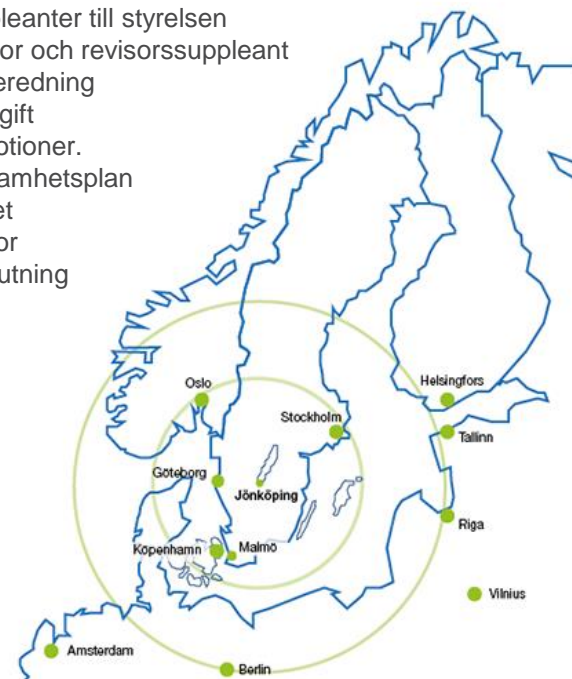 leanter till styrelsen
or och revisorssuppleant
eredning
gift
otioner.
amhetsplan
et
or
utning
Oslo
Helsingfors
Stockholm
Tallinn
Göteborg
Jönköping
Riga
Köpenhamn
Malmö
Vilnius
Amsterdam
Berlin